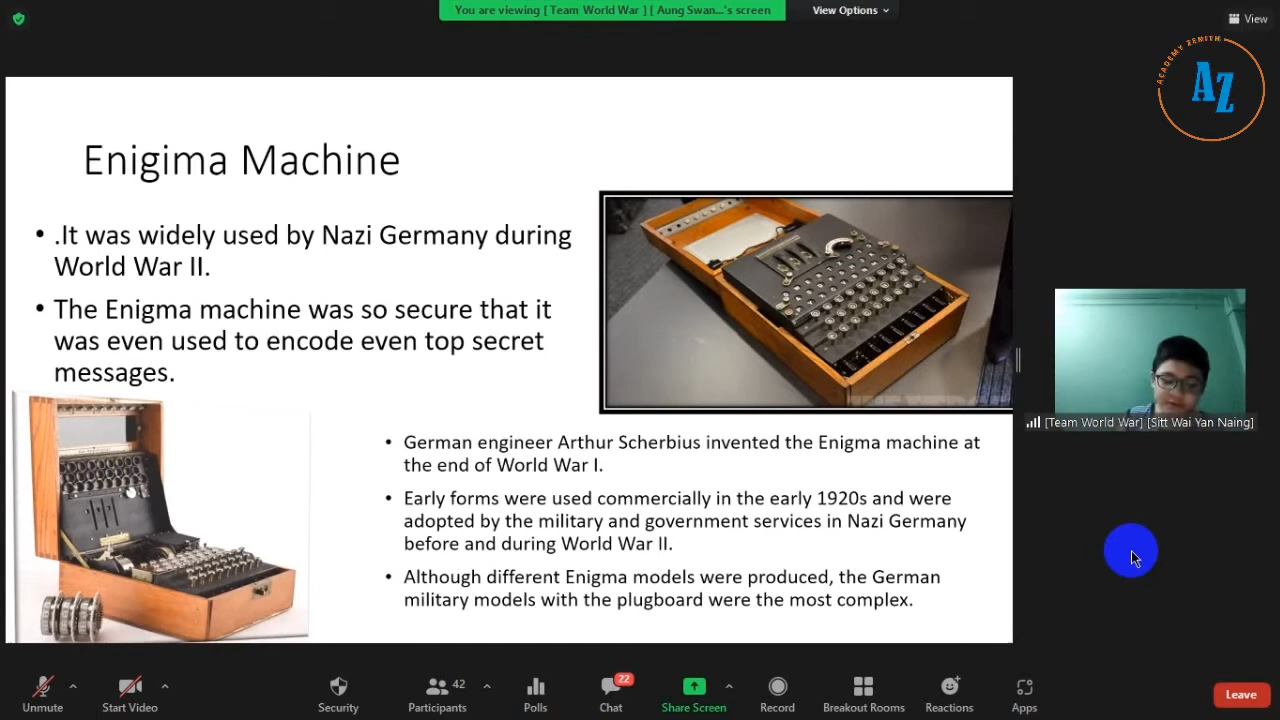 You are viewing [ Team World War ] [ Aung Swan...'s screen
View Options
View
ACADEMY ZENITH
AZ
Enigima Machine
• .It was widely used by Nazi Germany during
World War II.
• The Enigma machine was so secure that it
was even used to encode even top secret
messages.
• German engineer Arthur Scherbius invented the Enigma machine at
the end of World War I.
• Early forms were used commercially in the early 1920s and were
adopted by the military and government services in Nazi Germany
before and during World War II.
• Although different Enigma models were produced, the German
military models with the plugboard were the most complex.
[Team World War] [Sitt Wai Yan Naing]
Unmute
Start Video
Security
Participants
42
Polls
Chat
22
Share Screen
Record
Breakout Rooms
Reactions
Apps
Leave